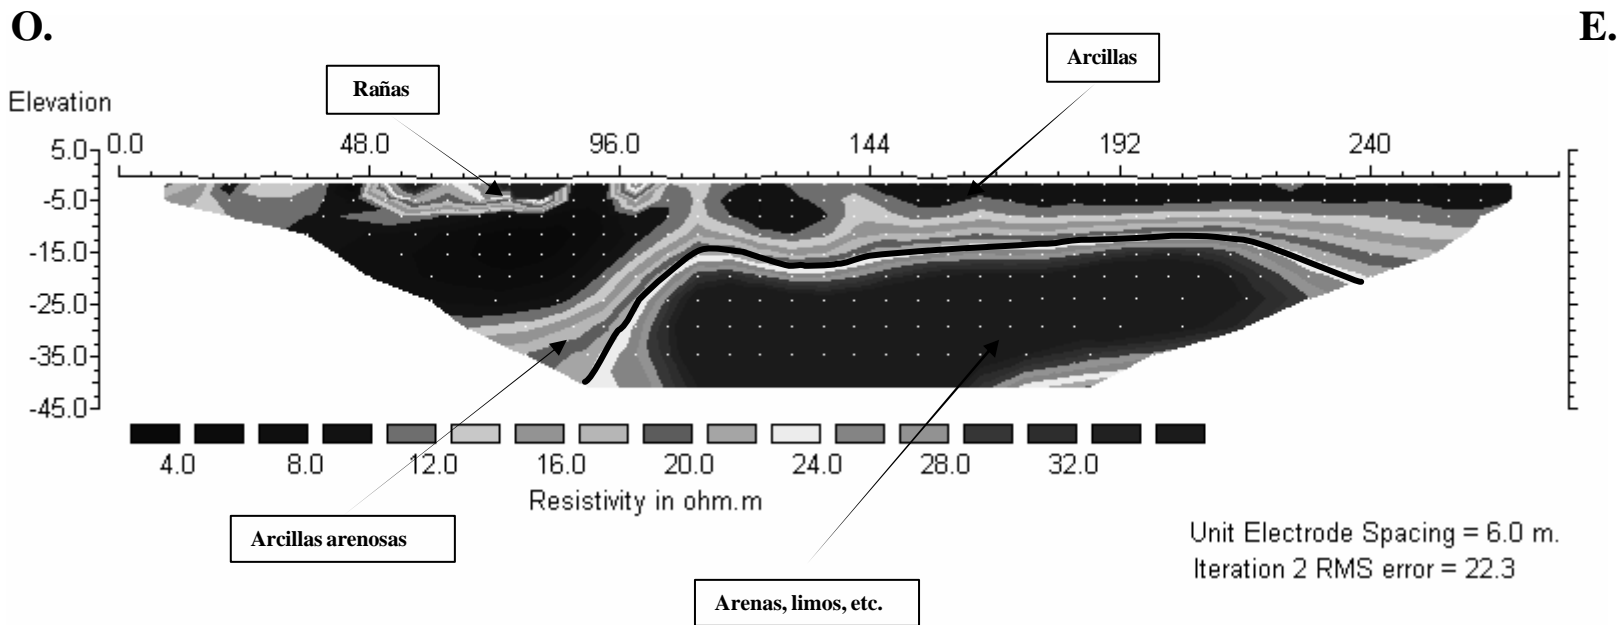 O.
E.
Arcillas
Rañas
Elevation
0.0 48.0 96.0 144 192 240
5.0
-5.0
-15.0
-25.0
-35.0
-45.0
4.0 8.0 12.0 16.0 20.0 24.0 28.0 32.0
Resistivity in ohm.m
Arcillas arenosas
Unit Electrode Spacing = 6.0 m.
Iteration 2 RMS error = 22.3
Arenas, limos, etc.